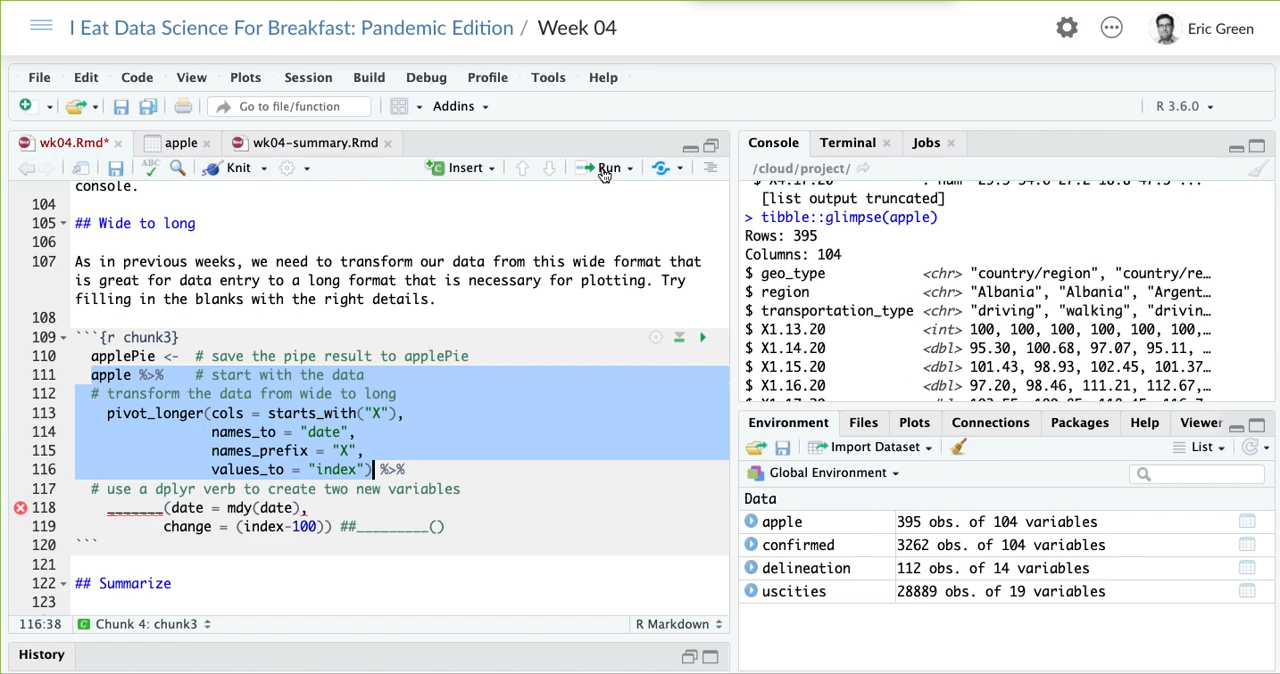 I Eat Data Science For Breakfast: Pandemic Edition / Week 04
Eric Green
File Edit Code View Plots Session Build Debug Profile Tools Help
Go to file/function Addins R 3.6.0
wk04.Rmd* apple wk04-summary.Rmd
ABC Knit Insert Run
console.
104
105 ## Wide to long
106
107 As in previous weeks, we need to transform our data from this wide format that
is great for data entry to a long format that is necessary for plotting. Try
filling in the blanks with the right details.
108
109 ```{r chunk3}
110 applePie <- # save the pipe result to applePie
111 apple %>% # start with the data
112 # transform the data from wide to long
113 pivot_longer(cols = starts_with("X"),
114 names_to = "date",
115 names_prefix = "X",
116 values_to = "index") %>%
117 # use a dplyr verb to create two new variables
118 _______(date = mdy(date),
119 change = (index-100)) ##_________()
120 ```
121
122 ## Summarize
123
116:38 Chunk 4: chunk3 R Markdown
History
Console Terminal Jobs
/cloud/project/
[list output truncated]
> tibble::glimpse(apple)
Rows: 395
Columns: 104
$ geo_type <chr> "country/region", "country/re…
$ region <chr> "Albania", "Albania", "Argent…
$ transportation_type <chr> "driving", "walking", "drivin…
$ X1.13.20 <int> 100, 100, 100, 100, 100, 100,…
$ X1.14.20 <dbl> 95.30, 100.68, 97.07, 95.11, …
$ X1.15.20 <dbl> 101.43, 98.93, 102.45, 101.37…
$ X1.16.20 <dbl> 97.20, 98.46, 111.21, 112.67,…
Environment Files Plots Connections Packages Help Viewer
Import Dataset List
Global Environment
Data
apple 395 obs. of 104 variables
confirmed 3262 obs. of 104 variables
delineation 112 obs. of 14 variables
uscities 28889 obs. of 19 variables